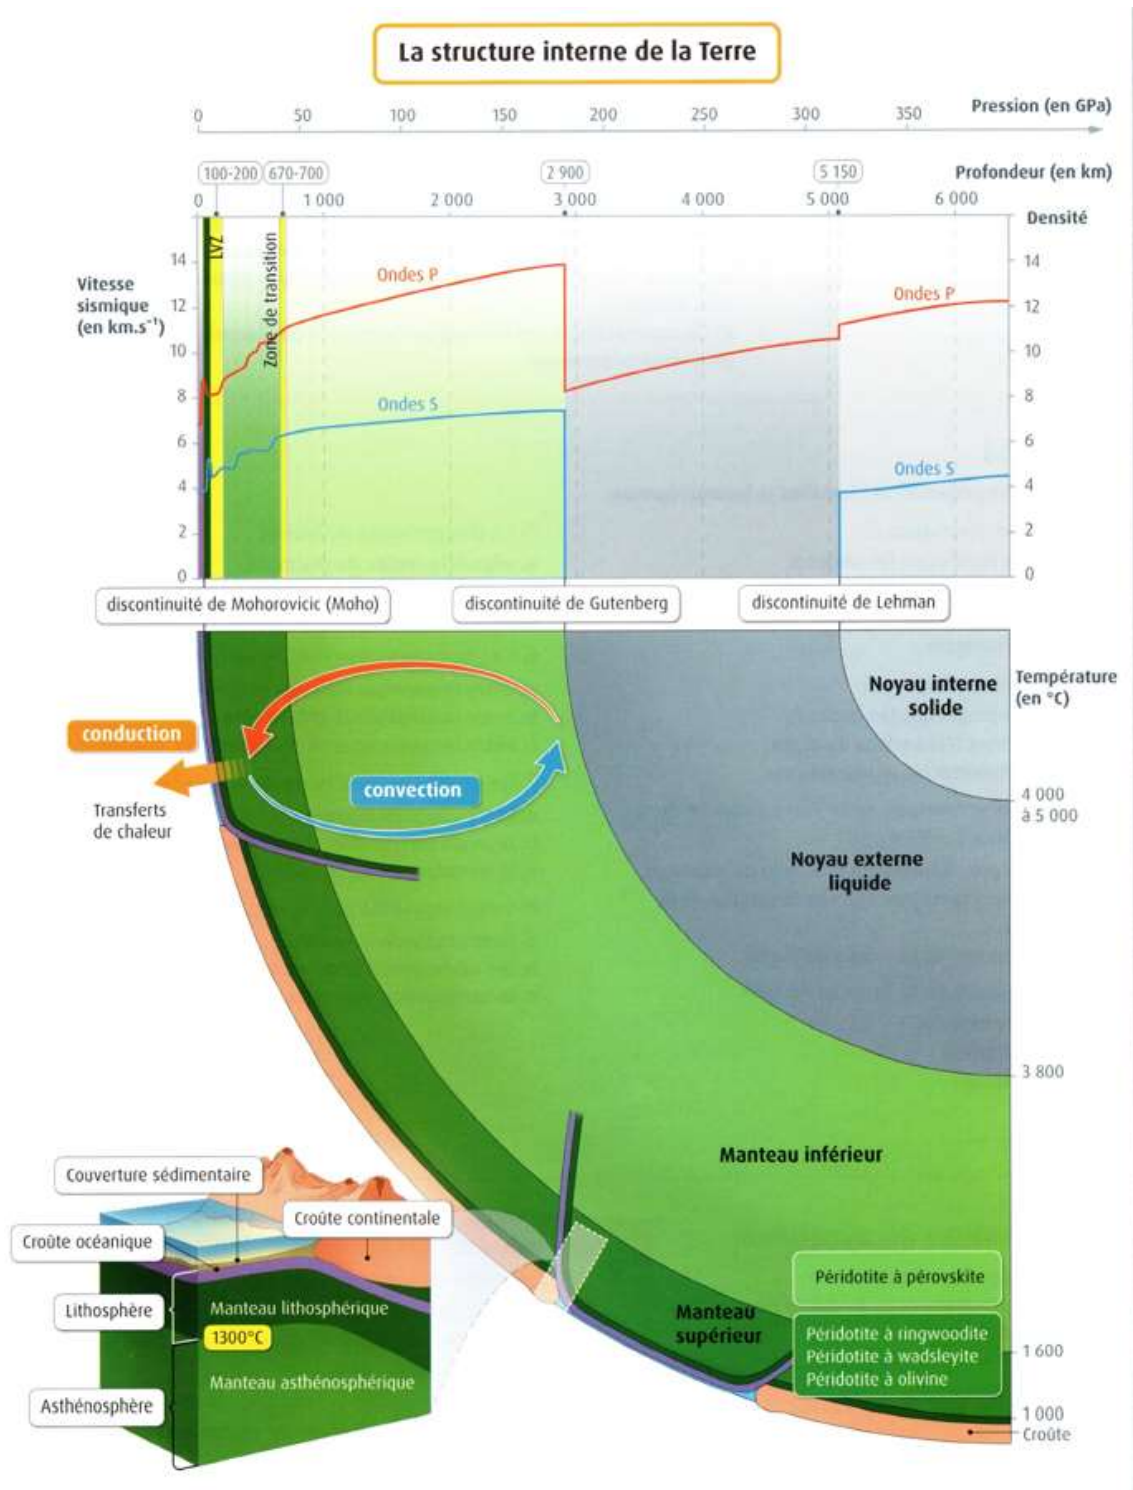 La structure interne de la Terre
Pression (en GPa)
0 50 100 150 200 250 300 350
100-200 670-700 2 900 5 150 Profondeur (en km)
0 1 000 2 000 3 000 4 000 5 000 6 000
Densité
LVZ
Zone de transition
Vitesse
sismique
(en km.s⁻¹)
14
12
10
8
6
4
2
0
Ondes P
Ondes S
Ondes P
Ondes S
14
12
10
8
6
4
2
0
discontinuité de Mohorovicic (Moho)
discontinuité de Gutenberg
discontinuité de Lehman
Température
(en °C)
Noyau interne
solide
conduction
convection
Transferts
de chaleur
4 000
à 5 000
Noyau externe
liquide
3 800
Manteau inférieur
Couverture sédimentaire
Croûte continentale
Croûte océanique
Lithosphère
Manteau lithosphérique
1300°C
Manteau asthénosphérique
Asthénosphère
Manteau
supérieur
Péridotite à pérovskite
Péridotite à ringwoodite
Péridotite à wadsleyite
Péridotite à olivine
1 600
1 000
Croûte